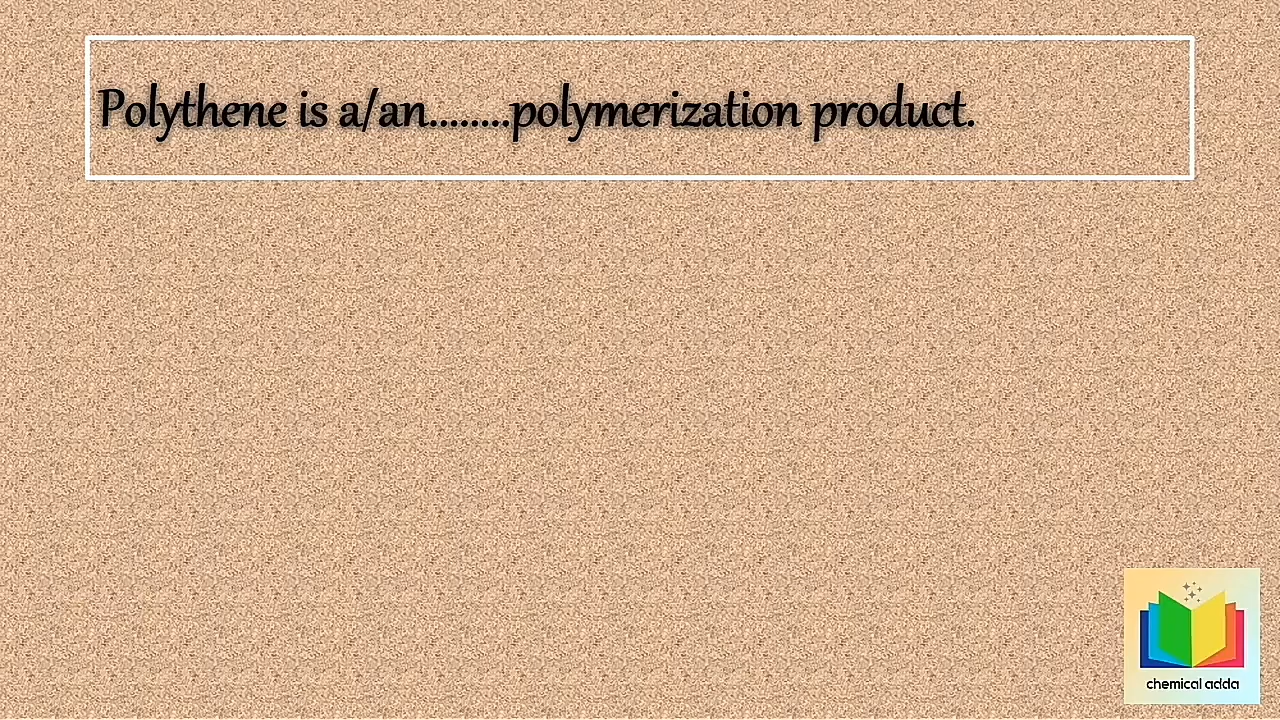 Polythene is a/an........polymerization product.
chemical adda